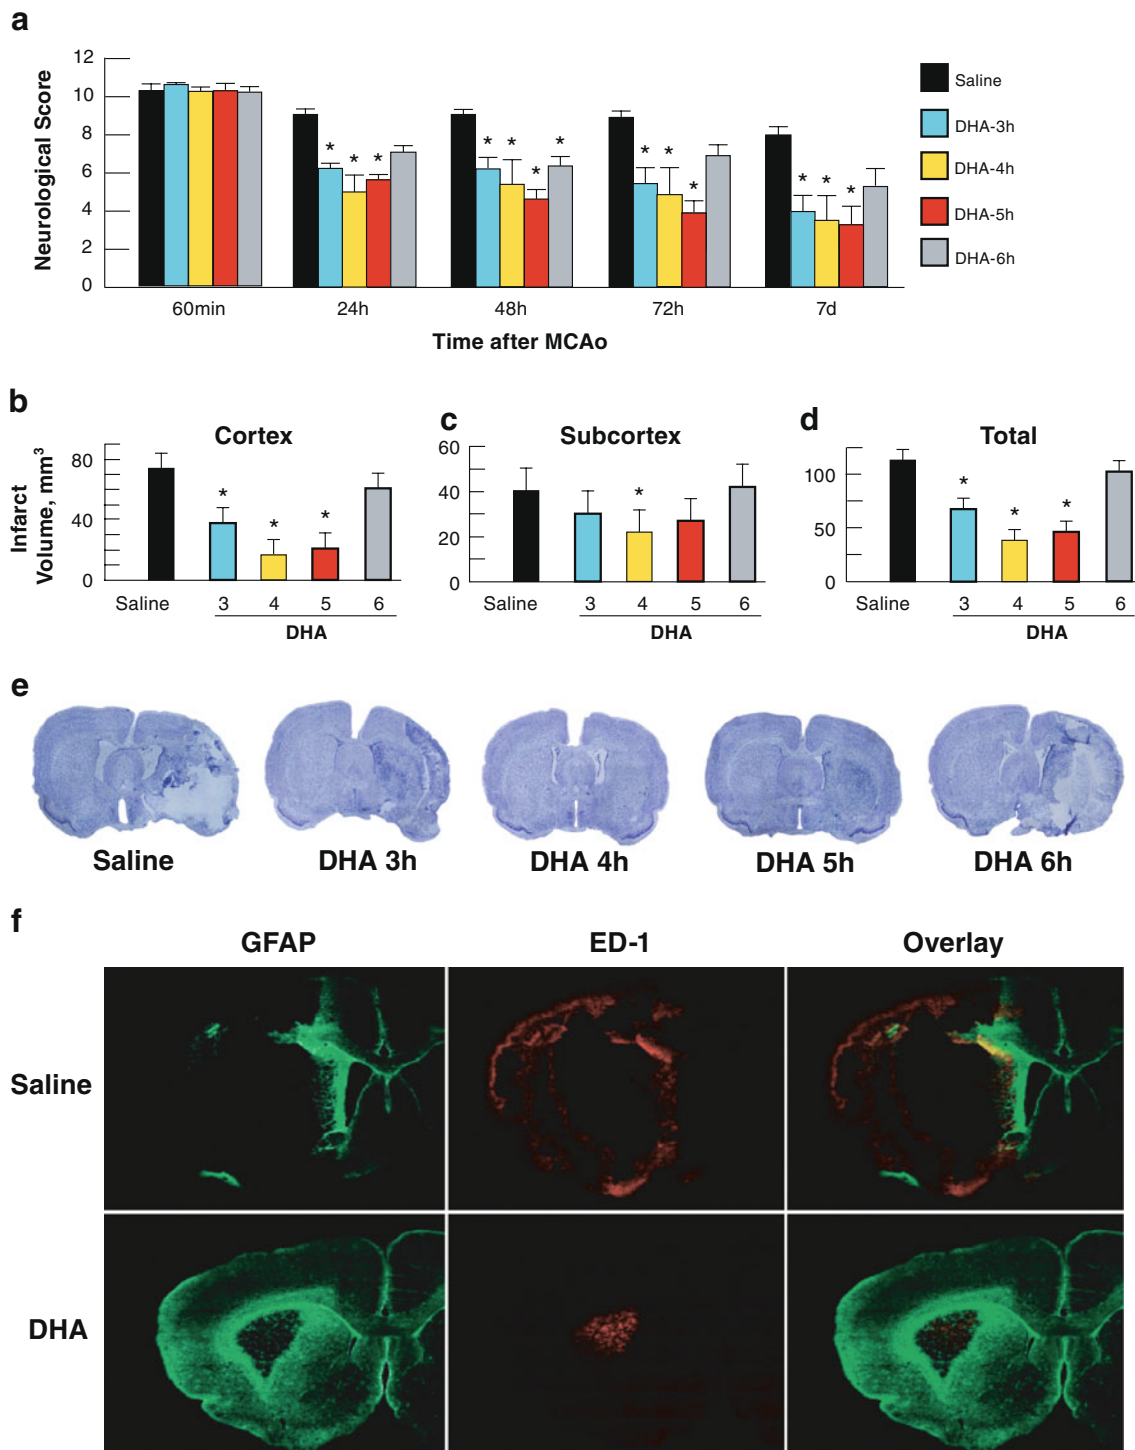 a
12
10
8
6
4
2
0
Neurological Score
* * * * * * * * * * * * *
60min 24h 48h 72h 7d
Time after MCAo
Saline
DHA-3h
DHA-4h
DHA-5h
DHA-6h
b
Cortex
Infarct
Volume, mm³
80
40
0
* * *
Saline 3 4 5 6
DHA
c
Subcortex
60
40
20
0
*
Saline 3 4 5 6
DHA
d
Total
100
50
0
* * *
Saline 3 4 5 6
DHA
e
Saline DHA 3h DHA 4h DHA 5h DHA 6h
f
GFAP ED-1 Overlay
Saline
DHA